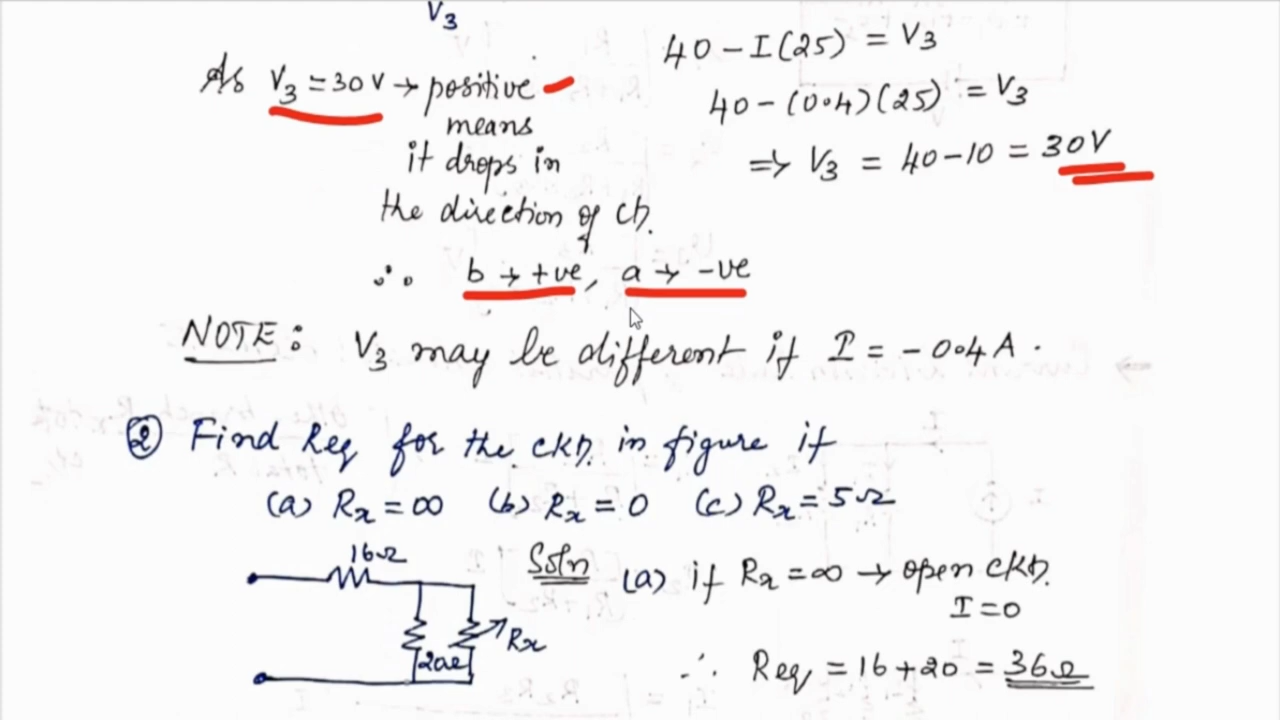 V₃
As V₃ = 30V → positive
means
it drops in
the direction of ct.
∴ b → +ve, a → -ve
40 - I(25) = V₃
40 - (0.4)(25) = V₃
⇒ V₃ = 40 - 10 = 30V
NOTE: V₃ may be different if I = -0.4A.
② Find Req for the ckt. in figure if
(a) Rx = ∞ (b) Rx = 0 (c) Rx = 5Ω
16Ω
20Ω
Rx
Soln (a) if Rx = ∞ → open ckt.
I = 0
∴ Req = 16 + 20 = 36Ω